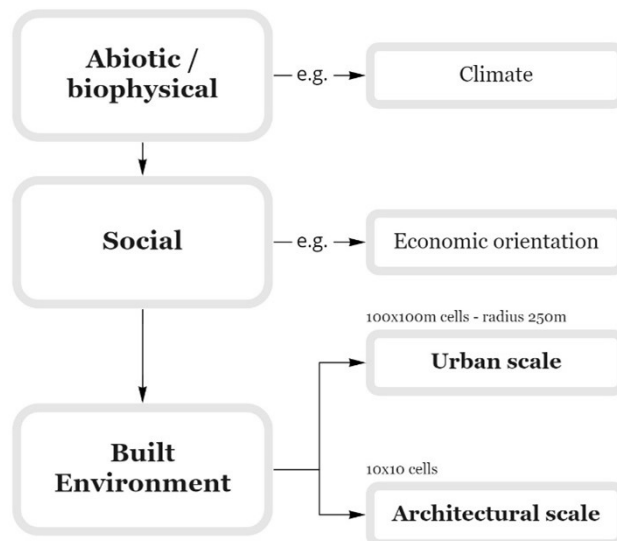 Abiotic /
biophysical
e.g.
Climate
Social
e.g.
Economic orientation
100x100m cells - radius 250m
Urban scale
Built
Environment
10x10 cells
Architectural scale